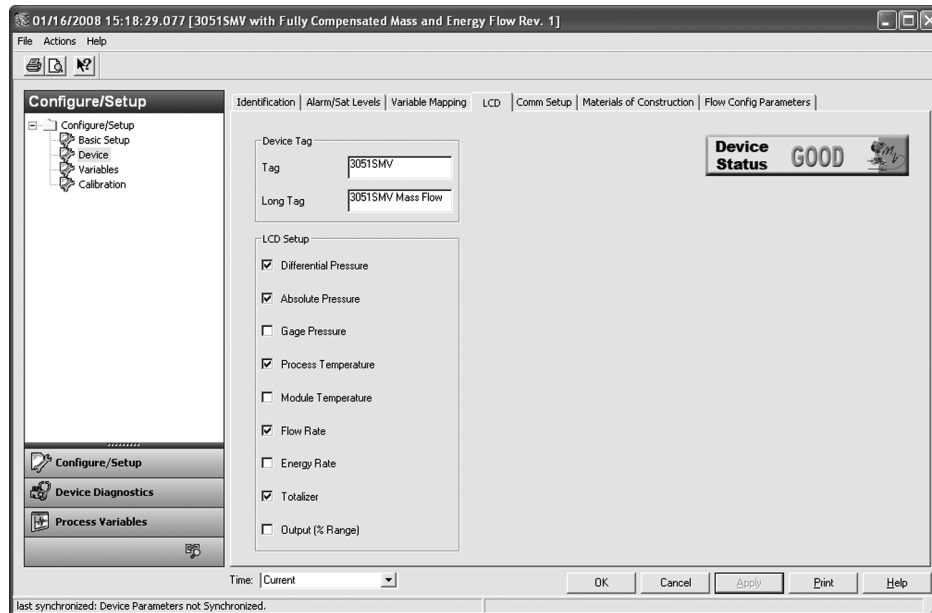 01/16/2008 15:18:29.077 [3051SMV with Fully Compensated Mass and Energy Flow Rev. 1]
File Actions Help
Configure/Setup
Configure/Setup
Basic Setup
Device
Variables
Calibration
Configure/Setup
Device Diagnostics
Process Variables
Identification Alarm/Sat Levels Variable Mapping LCD Comm Setup Materials of Construction Flow Config Parameters
Device Tag
Tag 3051SMV
Long Tag 3051SMV Mass Flow
Device Status GOOD
LCD Setup
Differential Pressure
Absolute Pressure
Gage Pressure
Process Temperature
Module Temperature
Flow Rate
Energy Rate
Totalizer
Output (% Range)
Time: Current
OK Cancel Apply Print Help
last synchronized: Device Parameters not Synchronized.